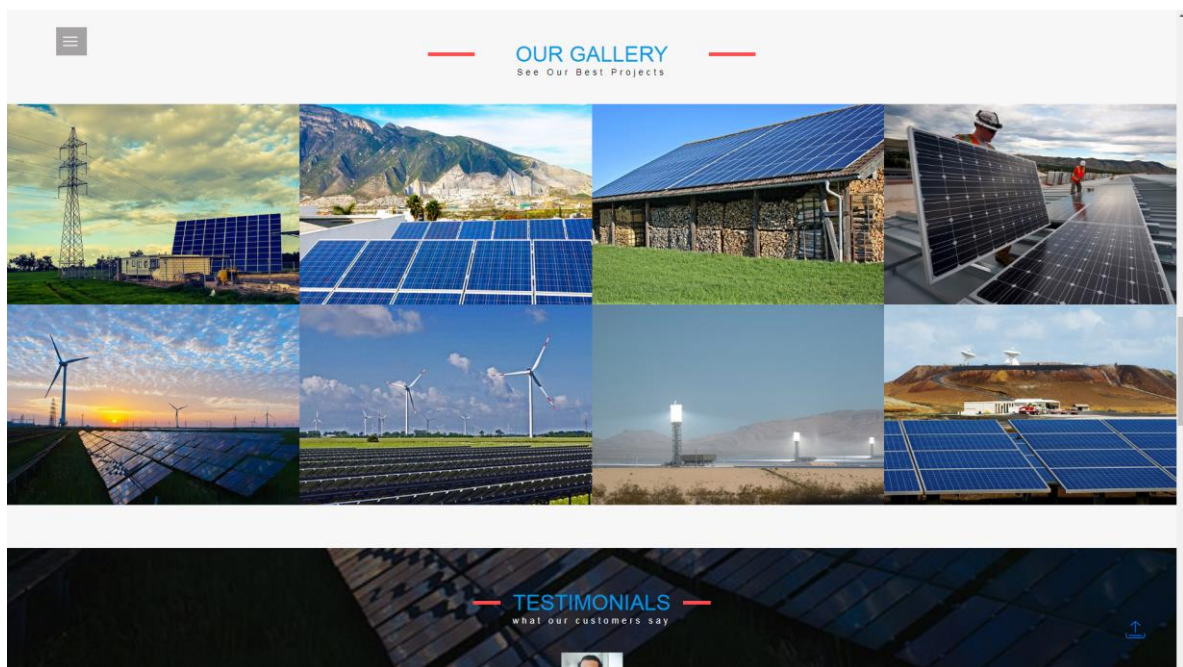 OUR GALLERY
See Our Best Projects
TESTIMONIALS
what our customers say